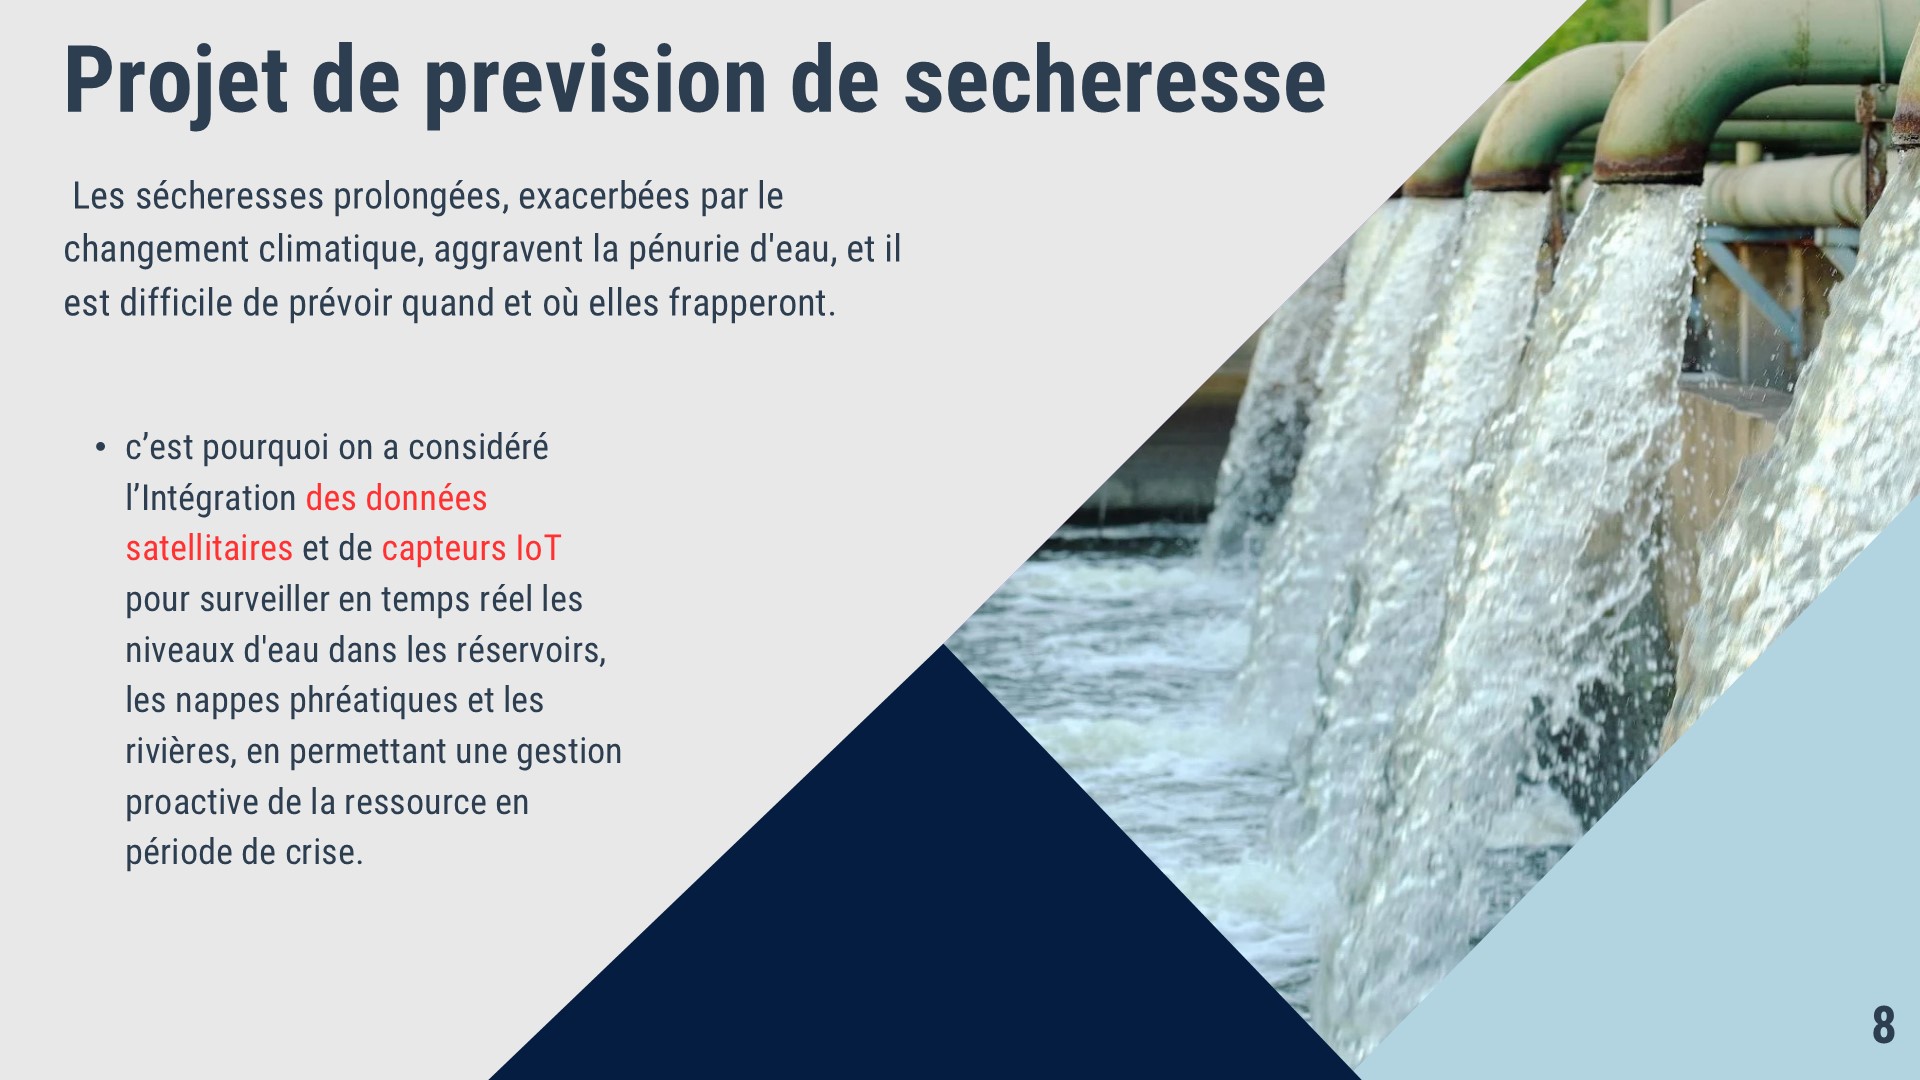 Projet de prevision de secheresse
Les sécheresses prolongées, exacerbées par le
changement climatique, aggravent la pénurie d'eau, et il
est difficile de prévoir quand et où elles frapperont.
• c’est pourquoi on a considéré
l’Intégration des données
satellitaires et de capteurs IoT
pour surveiller en temps réel les
niveaux d'eau dans les réservoirs,
les nappes phréatiques et les
rivières, en permettant une gestion
proactive de la ressource en
période de crise.
8